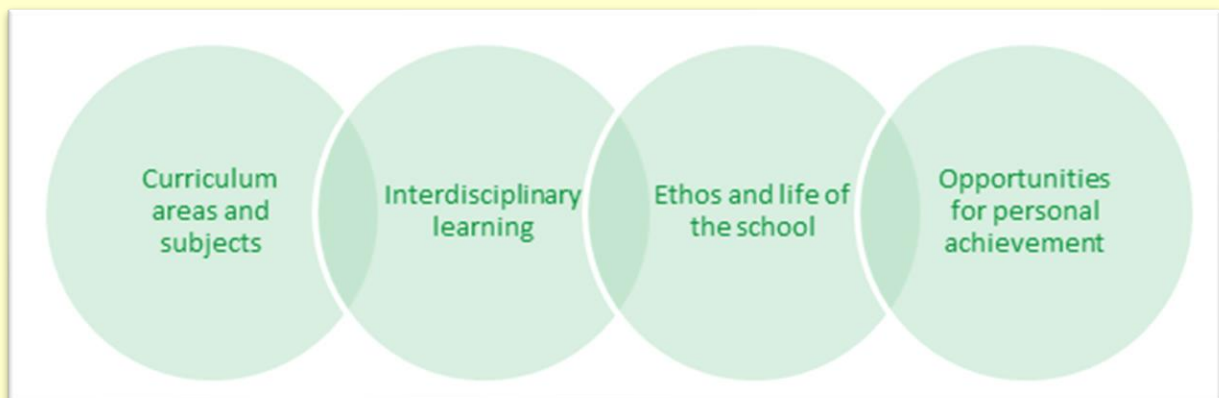 Curriculum
areas and
subjects
Interdisciplinary
learning
Ethos and life of
the school
Opportunities
for personal
achievement